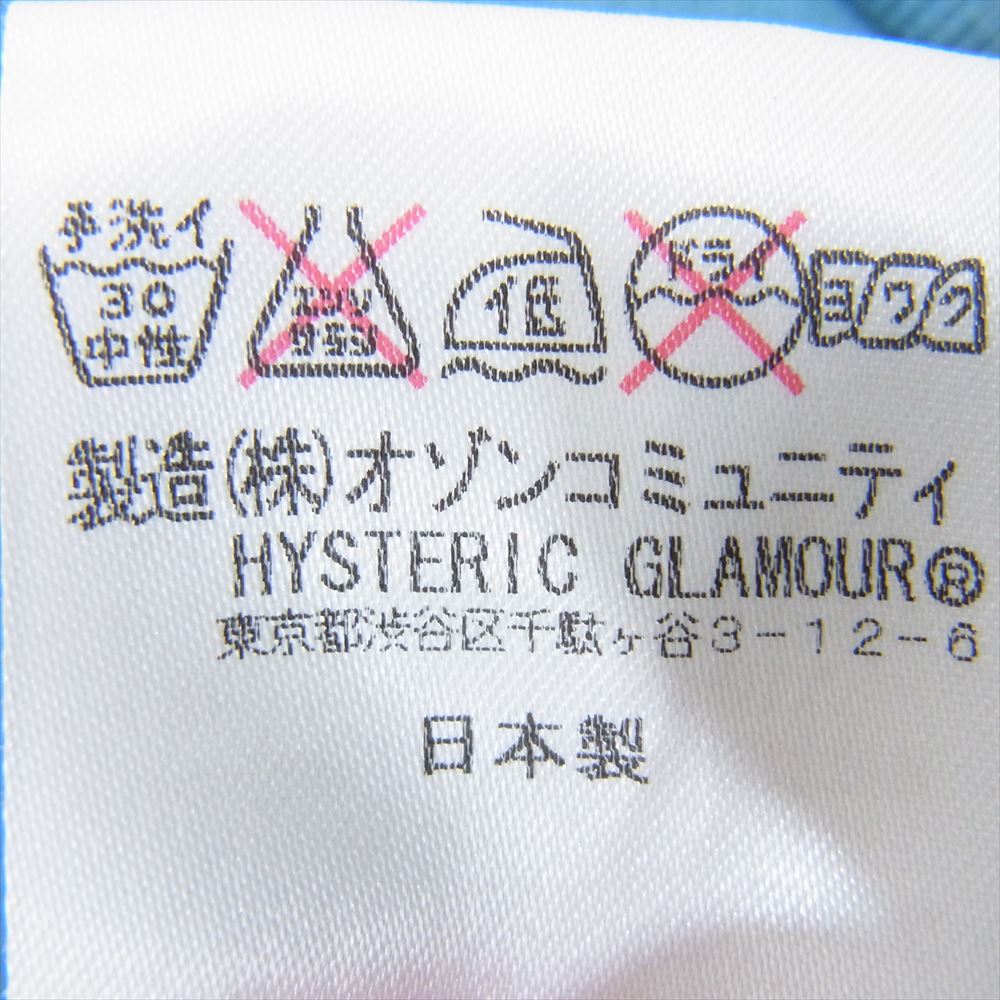 手洗イ 30 中性 エンソ サラシ 低 ドライ ヨワク
製造(株)オゾンコミュニティ
HYSTERIC GLAMOUR®
東京都渋谷区千駄ヶ谷3-12-6
日本製